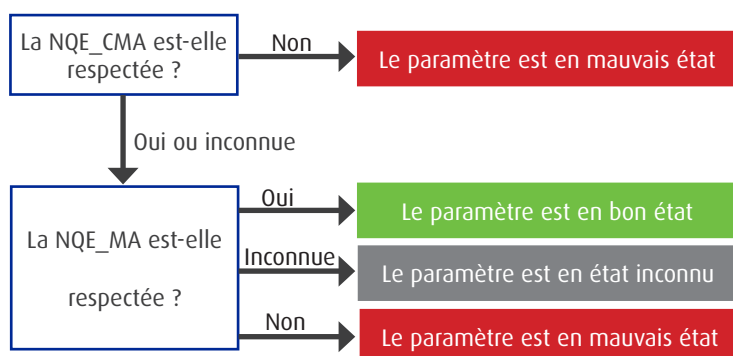 La NQE_CMA est-elle
respectée ?
Non
Le paramètre est en mauvais état
Oui ou inconnue
La NQE_MA est-elle
respectée ?
Oui
Le paramètre est en bon état
Inconnue
Le paramètre est en état inconnu
Non
Le paramètre est en mauvais état